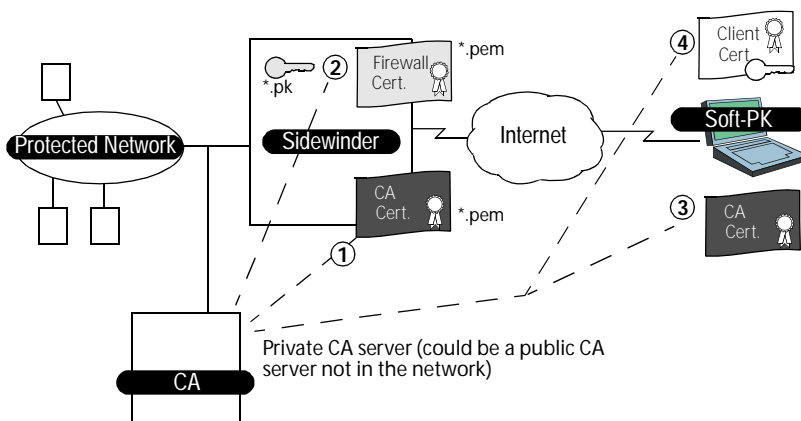 2
*.pk
Firewall
Cert.
*.pem
4
Client
Cert
Protected Network
Sidewinder
Internet
Soft-PK
CA
Cert.
*.pem
1
3
CA
Cert.
Private CA server (could be a public CA
server not in the network)
CA